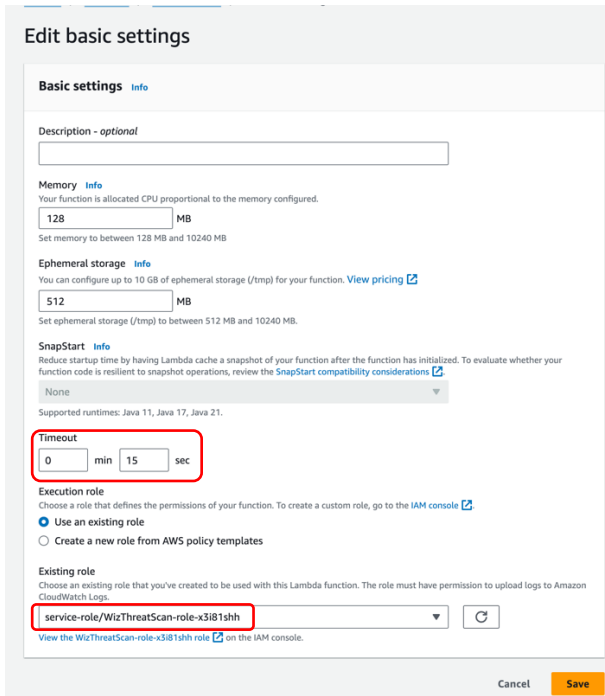 Edit basic settings
Basic settings Info
Description - optional
Memory Info
Your function is allocated CPU proportional to the memory configured.
128 MB
Set memory to between 128 MB and 10240 MB
Ephemeral storage Info
You can configure up to 10 GB of ephemeral storage (/tmp) for your function. View pricing
512 MB
Set ephemeral storage (/tmp) to between 512 MB and 10240 MB.
SnapStart Info
Reduce startup time by having Lambda cache a snapshot of your function after the function has initialized. To evaluate whether your
function code is resilient to snapshot operations, review the SnapStart compatibility considerations.
None
Supported runtimes: Java 11, Java 17, Java 21.
Timeout
0 min 15 sec
Execution role
Choose a role that defines the permissions of your function. To create a custom role, go to the IAM console.
Use an existing role
Create a new role from AWS policy templates
Existing role
Choose an existing role that you've created to be used with this Lambda function. The role must have permission to upload logs to Amazon
CloudWatch Logs.
service-role/WizThreatScan-role-x3i81shh
View the WizThreatScan-role-x3i81shh role on the IAM console.
Cancel Save